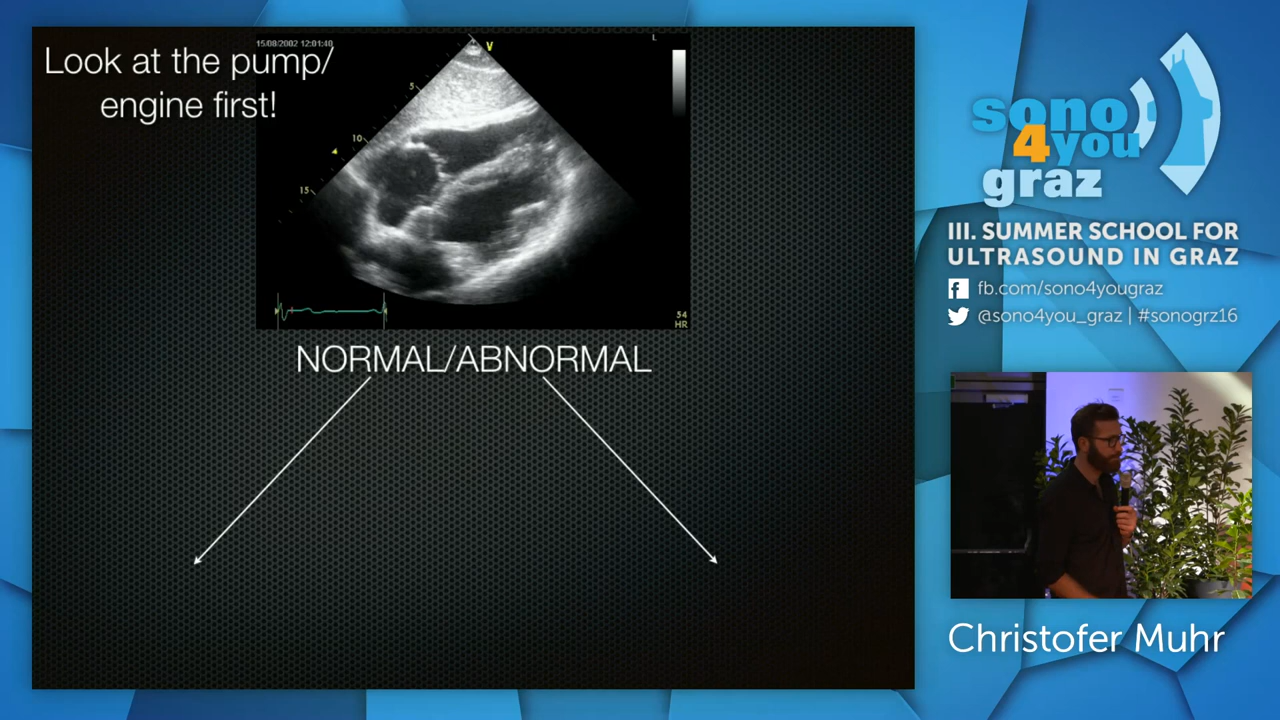 Look at the pump/
engine first!
15/08/2002 12:01:40
V
L
5
10
15
54
HR
NORMAL/ABNORMAL
sono
4you
graz
III. SUMMER SCHOOL FOR
ULTRASOUND IN GRAZ
fb.com/sono4yougraz
@sono4you_graz | #sonogrz16
Christofer Muhr